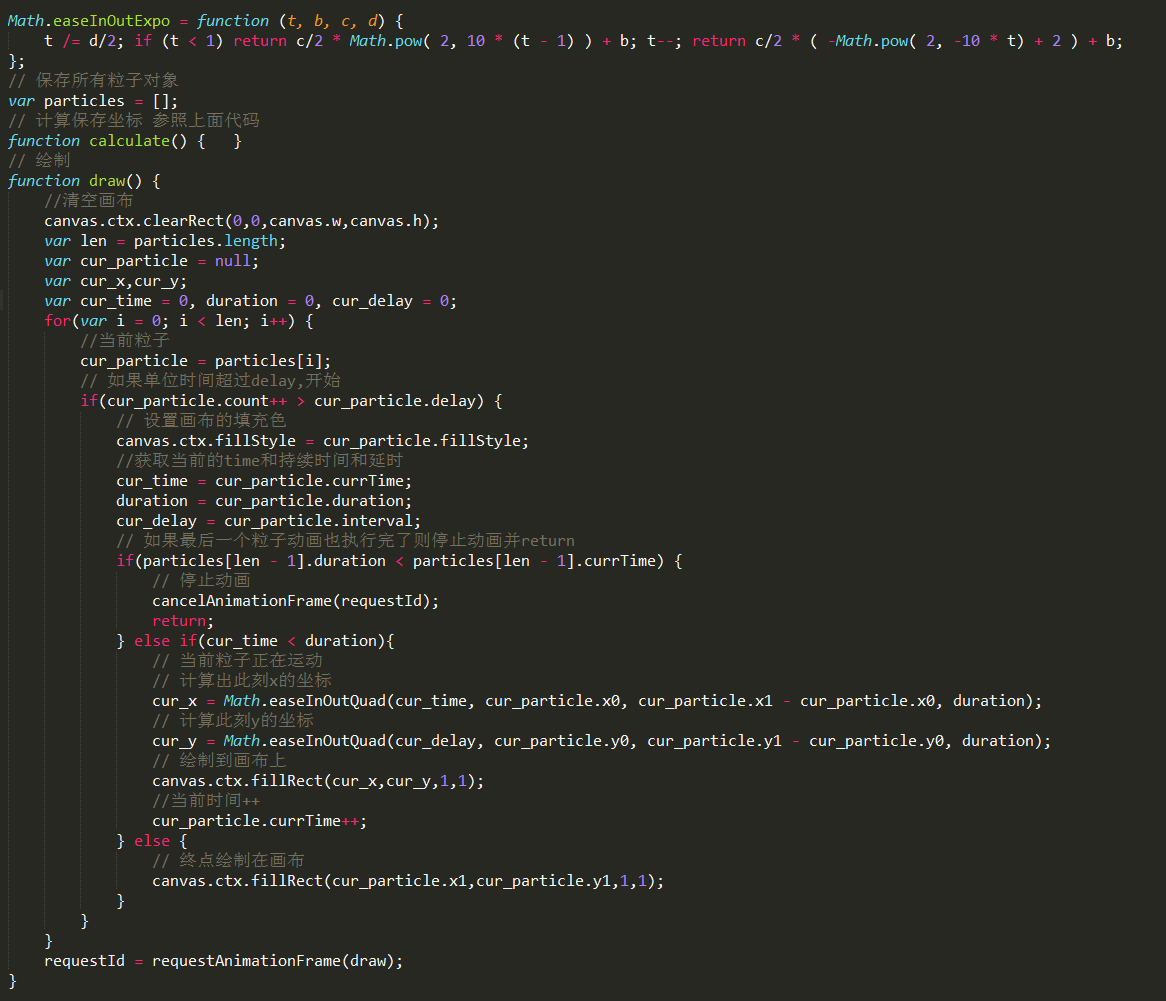 Math.easeInOutExpo = function (t, b, c, d) {
    t /= d/2; if (t < 1) return c/2 * Math.pow( 2, 10 * (t - 1) ) + b; t--; return c/2 * ( -Math.pow( 2, -10 * t) + 2 ) + b;
};
// 保存所有粒子对象
var particles = [];
// 计算保存坐标 参照上面代码
function calculate() {   }
// 绘制
function draw() {
    //清空画布
    canvas.ctx.clearRect(0,0,canvas.w,canvas.h);
    var len = particles.length;
    var cur_particle = null;
    var cur_x,cur_y;
    var cur_time = 0, duration = 0, cur_delay = 0;
    for(var i = 0; i < len; i++) {
        //当前粒子
        cur_particle = particles[i];
        // 如果单位时间超过delay,开始
        if(cur_particle.count++ > cur_particle.delay) {
            // 设置画布的填充色
            canvas.ctx.fillStyle = cur_particle.fillStyle;
            //获取当前的time和持续时间和延时
            cur_time = cur_particle.currTime;
            duration = cur_particle.duration;
            cur_delay = cur_particle.interval;
            // 如果最后一个粒子动画也执行完了则停止动画并return
            if(particles[len - 1].duration < particles[len - 1].currTime) {
                // 停止动画
                cancelAnimationFrame(requestId);
                return;
            } else if(cur_time < duration){
                // 当前粒子正在运动
                // 计算出此刻x的坐标
                cur_x = Math.easeInOutQuad(cur_time, cur_particle.x0, cur_particle.x1 - cur_particle.x0, duration);
                // 计算此刻y的坐标
                cur_y = Math.easeInOutQuad(cur_delay, cur_particle.y0, cur_particle.y1 - cur_particle.y0, duration);
                // 绘制到画布上
                canvas.ctx.fillRect(cur_x,cur_y,1,1);
                //当前时间++
                cur_particle.currTime++;
            } else {
                // 终点绘制在画布
                canvas.ctx.fillRect(cur_particle.x1,cur_particle.y1,1,1);
            }
        }
    }
    requestId = requestAnimationFrame(draw);
}